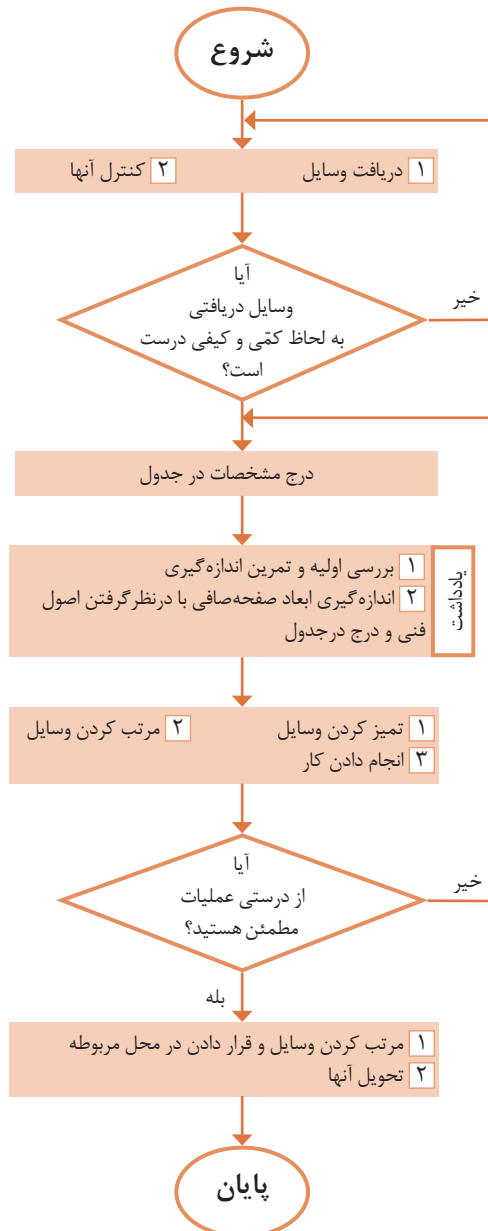 شروع
۱ دریافت وسایل ۲ کنترل آنها
آیا
وسایل دریافتی
به لحاظ کمّی و کیفی درست
است؟
خیر
درج مشخصات در جدول
یادداشت
۱ بررسی اولیه و تمرین اندازه‌گیری
۲ اندازه‌گیری ابعاد صفحه‌صافی با درنظرگرفتن اصول
فنی و درج درجدول
۱ تمیز کردن وسایل ۲ مرتب کردن وسایل
۳ انجام دادن کار
آیا
از درستی عملیات
مطمئن هستید؟
خیر
بله
۱ مرتب کردن وسایل و قرار دادن در محل مربوطه
۲ تحویل آنها
پایان